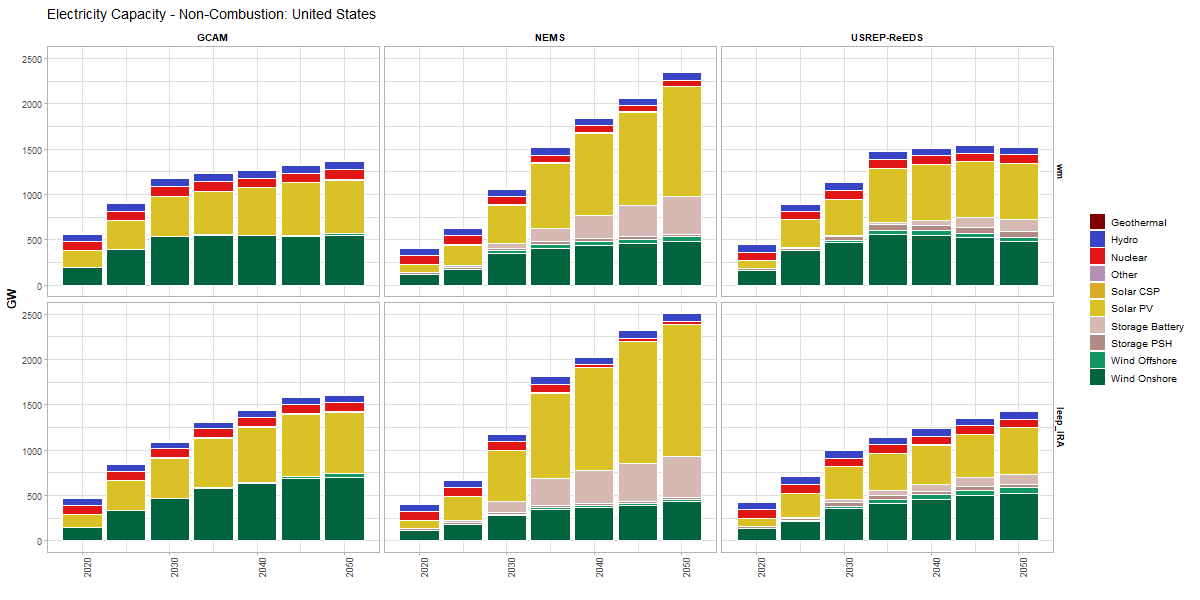 Electricity Capacity - Non-Combustion: United States
GCAM
NEMS
USREP-ReEDS
2500
2000
1500
1000
500
0
wm
2500
2000
1500
1000
500
0
leep_IRA
GW
2020
2030
2040
2050
2020
2030
2040
2050
2020
2030
2040
2050
Geothermal
Hydro
Nuclear
Other
Solar CSP
Solar PV
Storage Battery
Storage PSH
Wind Offshore
Wind Onshore